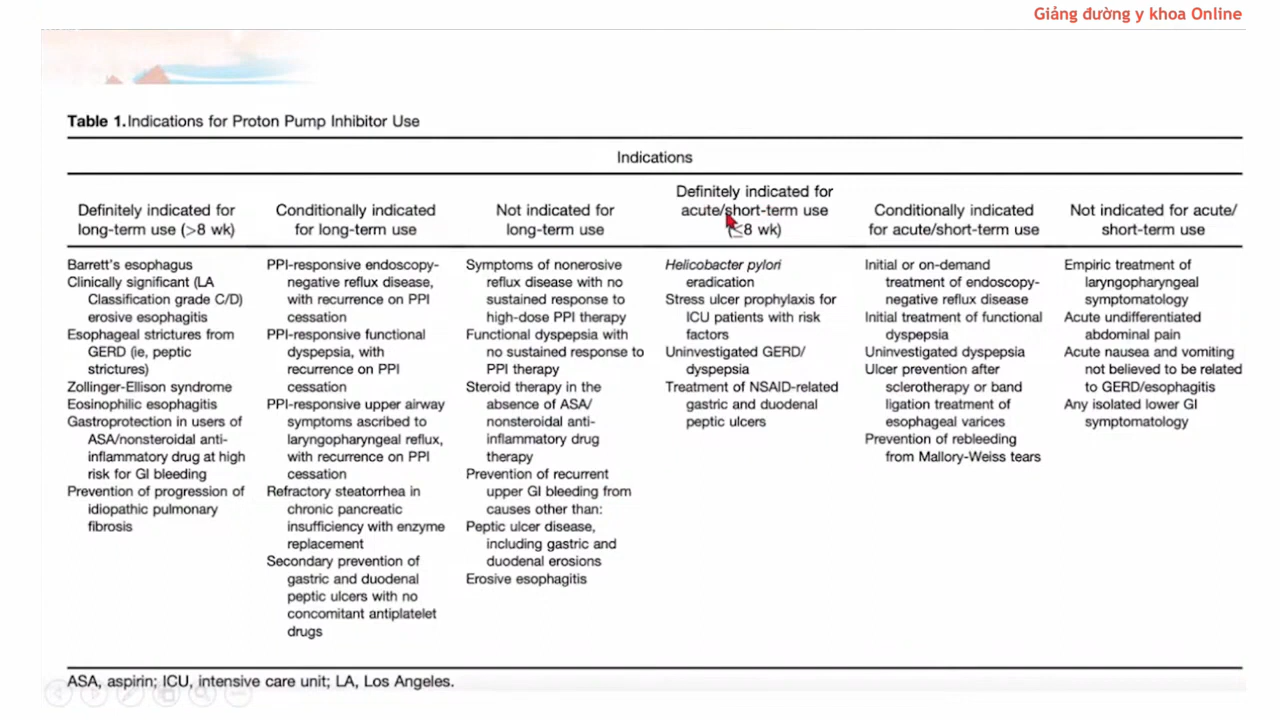 Giảng đường y khoa Online
Table 1. Indications for Proton Pump Inhibitor Use
Indications
Definitely indicated for
long-term use (>8 wk)
Conditionally indicated
for long-term use
Not indicated for
long-term use
Definitely indicated for
acute/short-term use
(≤8 wk)
Conditionally indicated
for acute/short-term use
Not indicated for acute/
short-term use
Barrett's esophagus
Clinically significant (LA
Classification grade C/D)
erosive esophagitis
Esophageal strictures from
GERD (ie, peptic
strictures)
Zollinger-Ellison syndrome
Eosinophilic esophagitis
Gastroprotection in users of
ASA/nonsteroidal anti-
inflammatory drug at high
risk for GI bleeding
Prevention of progression of
idiopathic pulmonary
fibrosis
PPI-responsive endoscopy-
negative reflux disease,
with recurrence on PPI
cessation
PPI-responsive functional
dyspepsia, with
recurrence on PPI
cessation
PPI-responsive upper airway
symptoms ascribed to
laryngopharyngeal reflux,
with recurrence on PPI
cessation
Refractory steatorrhea in
chronic pancreatic
insufficiency with enzyme
replacement
Secondary prevention of
gastric and duodenal
peptic ulcers with no
concomitant antiplatelet
drugs
Symptoms of nonerosive
reflux disease with no
sustained response to
high-dose PPI therapy
Functional dyspepsia with
no sustained response to
PPI therapy
Steroid therapy in the
absence of ASA/
nonsteroidal anti-
inflammatory drug
therapy
Prevention of recurrent
upper GI bleeding from
causes other than:
Peptic ulcer disease,
including gastric and
duodenal erosions
Erosive esophagitis
Helicobacter pylori
eradication
Stress ulcer prophylaxis for
ICU patients with risk
factors
Uninvestigated GERD/
dyspepsia
Treatment of NSAID-related
gastric and duodenal
peptic ulcers
Initial or on-demand
treatment of endoscopy-
negative reflux disease
Initial treatment of functional
dyspepsia
Uninvestigated dyspepsia
Ulcer prevention after
sclerotherapy or band
ligation treatment of
esophageal varices
Prevention of rebleeding
from Mallory-Weiss tears
Empiric treatment of
laryngopharyngeal
symptomatology
Acute undifferentiated
abdominal pain
Acute nausea and vomiting
not believed to be related
to GERD/esophagitis
Any isolated lower GI
symptomatology
ASA, aspirin; ICU, intensive care unit; LA, Los Angeles.